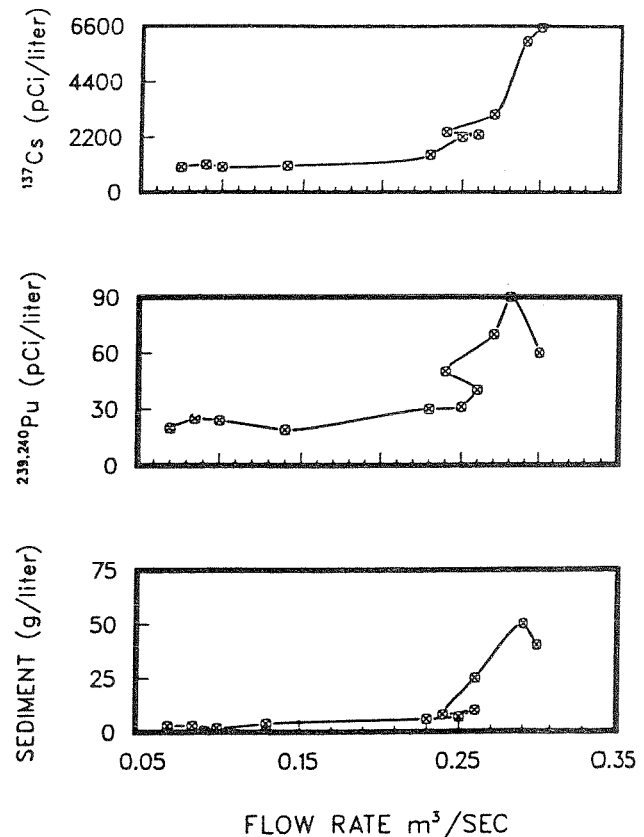 ¹³⁷Cs (pCi/liter)
6600
4400
2200
0
²³⁹·²⁴⁰Pu (pCi/liter)
90
60
30
0
SEDIMENT (g/liter)
75
50
25
0
0.05 0.15 0.25 0.35
FLOW RATE m³/SEC